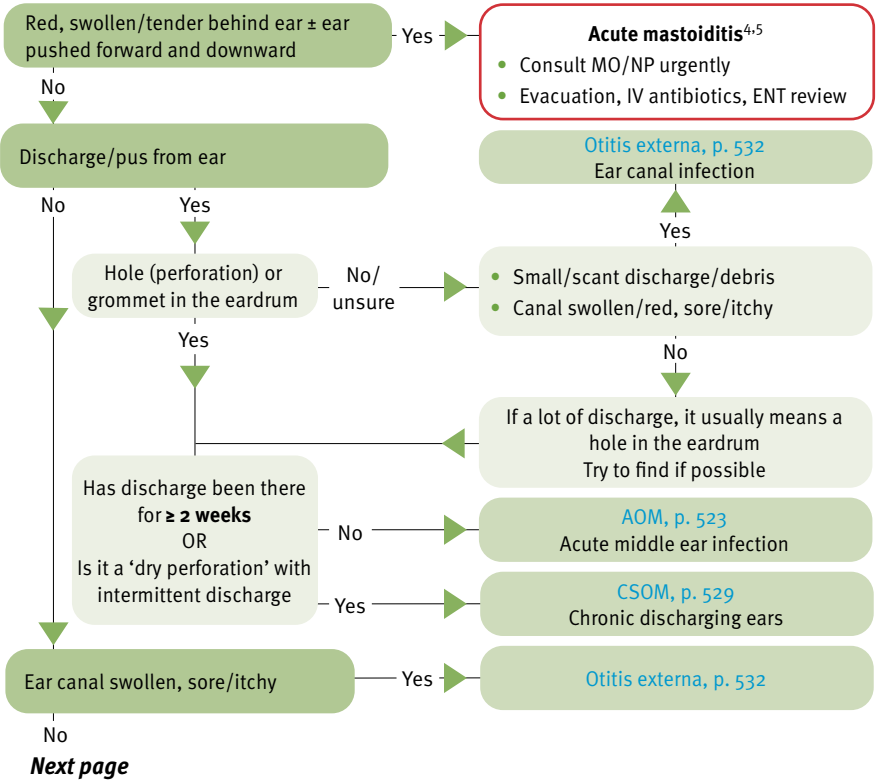 Red, swollen/tender behind ear ± ear
pushed forward and downward
Yes
Acute mastoiditis4,5
• Consult MO/NP urgently
• Evacuation, IV antibiotics, ENT review
No
Discharge/pus from ear
Otitis externa, p. 532
Ear canal infection
No
Yes
Yes
Hole (perforation) or
grommet in the eardrum
No/
unsure
• Small/scant discharge/debris
• Canal swollen/red, sore/itchy
Yes
No
If a lot of discharge, it usually means a
hole in the eardrum
Try to find if possible
Has discharge been there
for ≥ 2 weeks
OR
Is it a ‘dry perforation’ with
intermittent discharge
No
AOM, p. 523
Acute middle ear infection
Yes
CSOM, p. 529
Chronic discharging ears
Ear canal swollen, sore/itchy
Yes
Otitis externa, p. 532
No
Next page